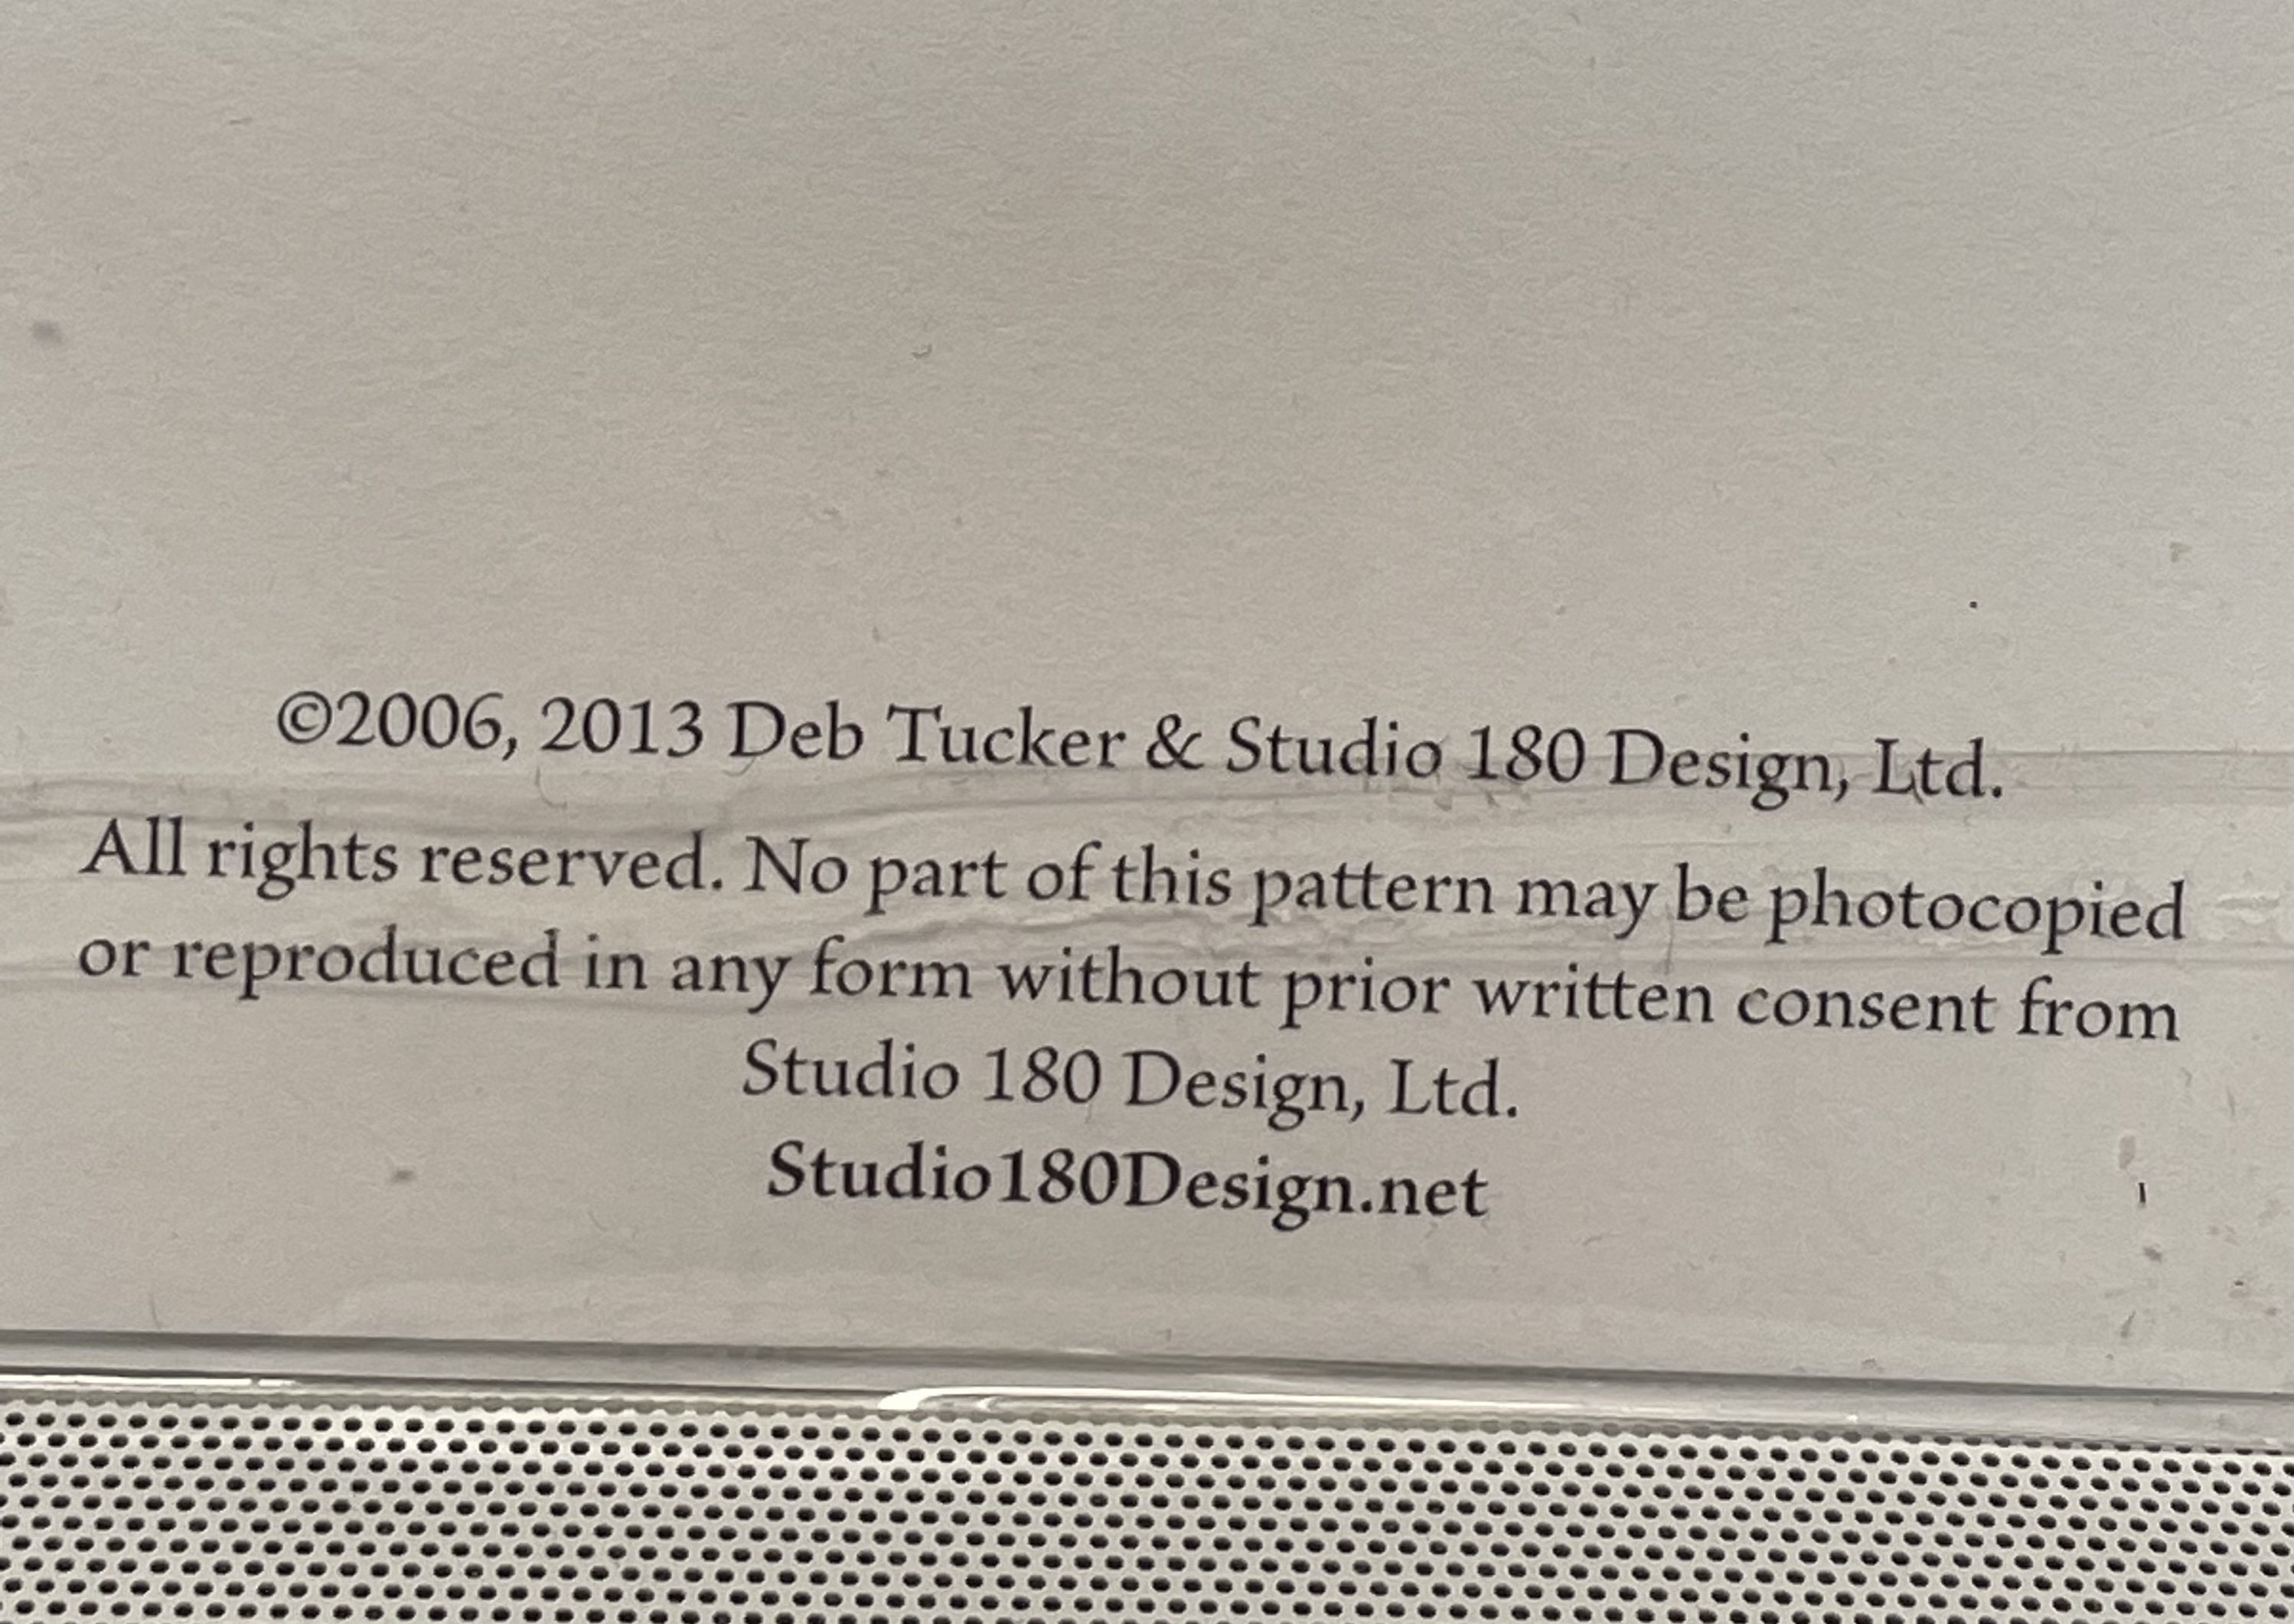 ©2006, 2013 Deb Tucker & Studio 180 Design, Ltd.
All rights reserved. No part of this pattern may be photocopied
or reproduced in any form without prior written consent from
Studio 180 Design, Ltd.
Studio180Design.net